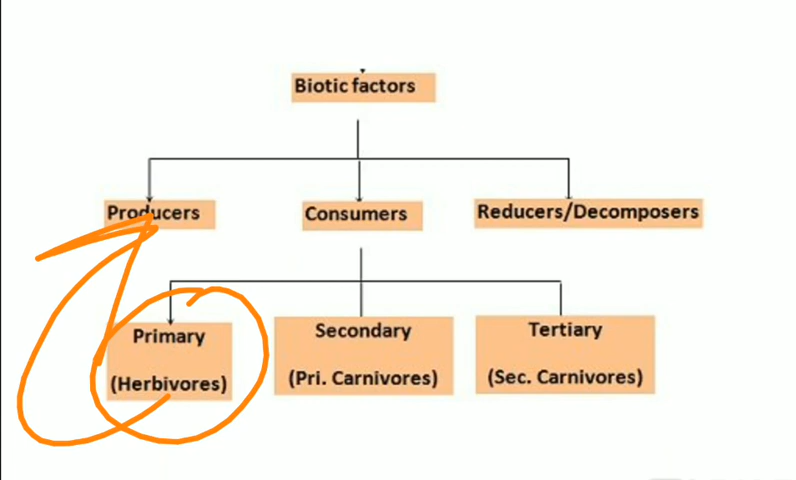 Biotic factors
Producers
Consumers
Reducers/Decomposers
Primary
(Herbivores)
Secondary
(Pri. Carnivores)
Tertiary
(Sec. Carnivores)